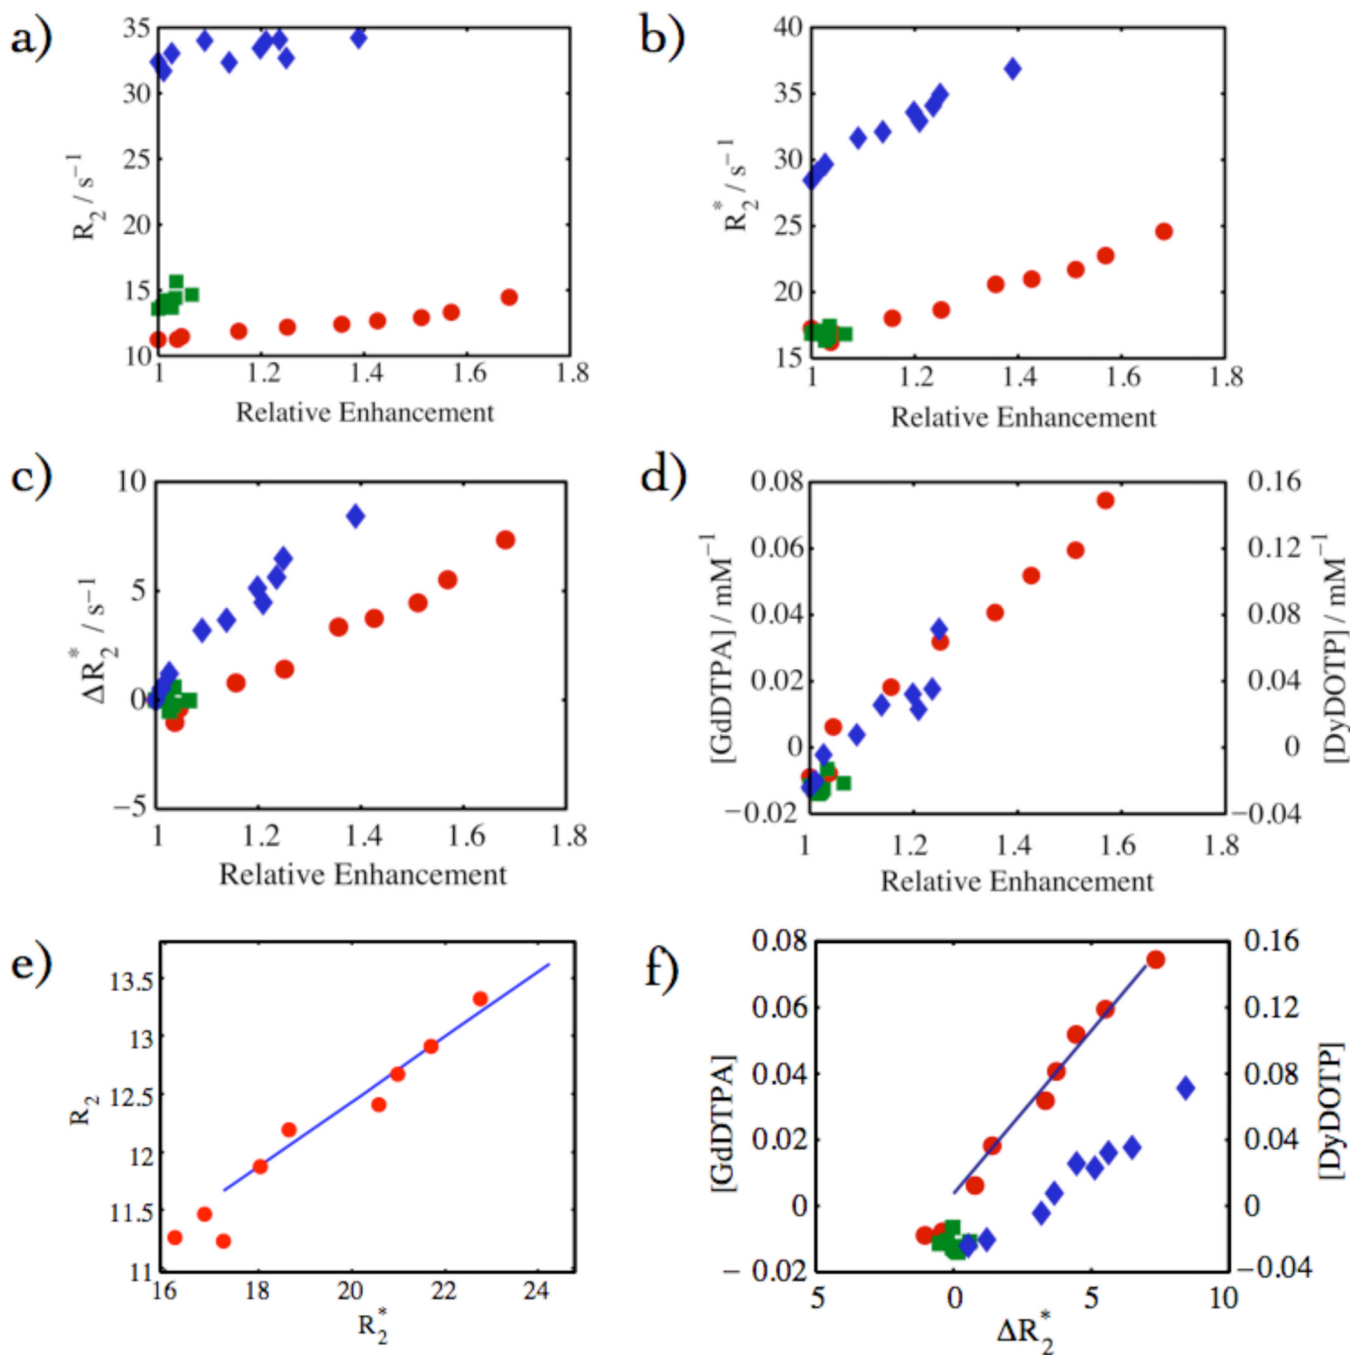 a)
35
30
25
20
15
10
R₂ / s⁻¹
1 1.2 1.4 1.6 1.8
Relative Enhancement
b)
40
35
30
25
20
15
R₂* / s⁻¹
1 1.2 1.4 1.6 1.8
Relative Enhancement
c)
10
5
0
−5
ΔR₂* / s⁻¹
1 1.2 1.4 1.6 1.8
Relative Enhancement
d)
0.08
0.06
0.04
0.02
0
−0.02
[GdDTPA] / mM⁻¹
0.16
0.12
0.08
0.04
0
−0.04
[DyDOTP] / mM⁻¹
1 1.2 1.4 1.6 1.8
Relative Enhancement
e)
13.5
13
12.5
12
11.5
11
R₂
16 18 20 22 24
R₂*
f)
0.08
0.06
0.04
0.02
0
− 0.02
[GdDTPA]
0.16
0.12
0.08
0.04
0
−0.04
[DyDOTP]
5 0 5 10
ΔR₂*